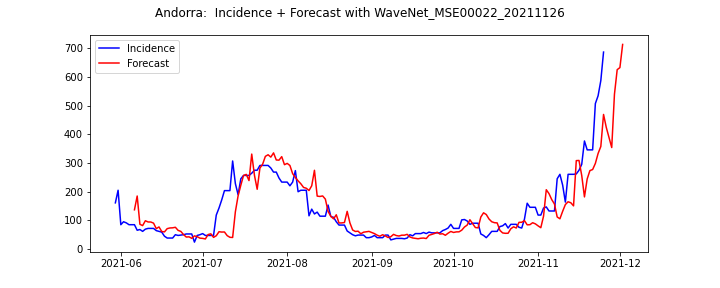 Andorra:  Incidence + Forecast with WaveNet_MSE00022_20211126
Incidence
Forecast
700
600
500
400
300
200
100
0
2021-06 2021-07 2021-08 2021-09 2021-10 2021-11 2021-12